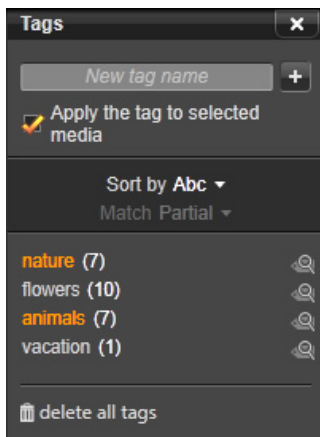 Tags
New tag name
Apply the tag to selected
media
Sort by Abc
Match Partial
nature (7)
flowers (10)
animals (7)
vacation (1)
delete all tags